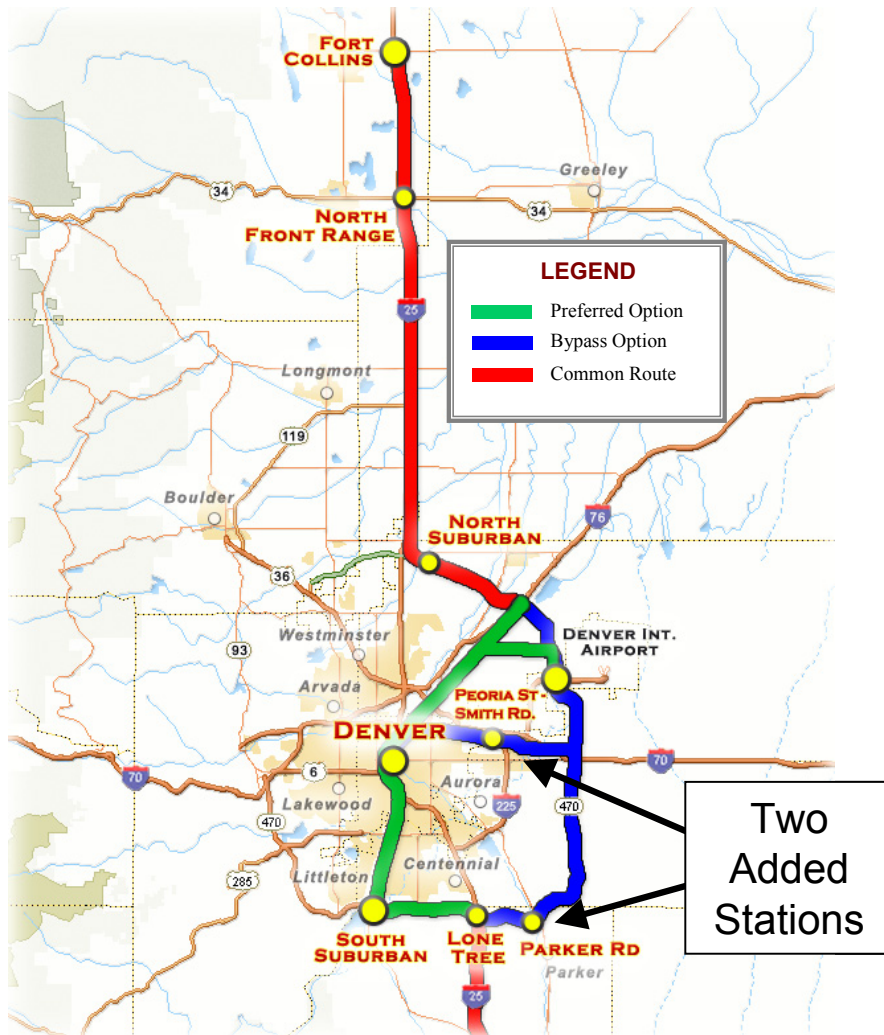 FORT
COLLINS
Greeley
34
34
NORTH
FRONT RANGE
LEGEND
Preferred Option
Bypass Option
Common Route
25
Longmont
119
Boulder
76
NORTH
SUBURBAN
36
Westminster
DENVER INT.
AIRPORT
93
Arvada
PEORIA ST -
SMITH RD.
DENVER
70
6
70
Aurora
Lakewood
225
470
470
Two
Added
Stations
Centennial
Littleton
285
SOUTH
SUBURBAN
LONE
TREE
PARKER RD
Parker
25